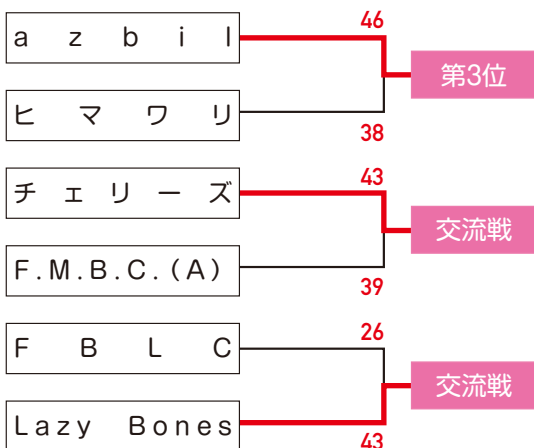 46
azbil
第3位
ヒマワリ
38
43
チェリーズ
交流戦
F.M.B.C.(A)
39
26
FBLC
交流戦
Lazy Bones
43